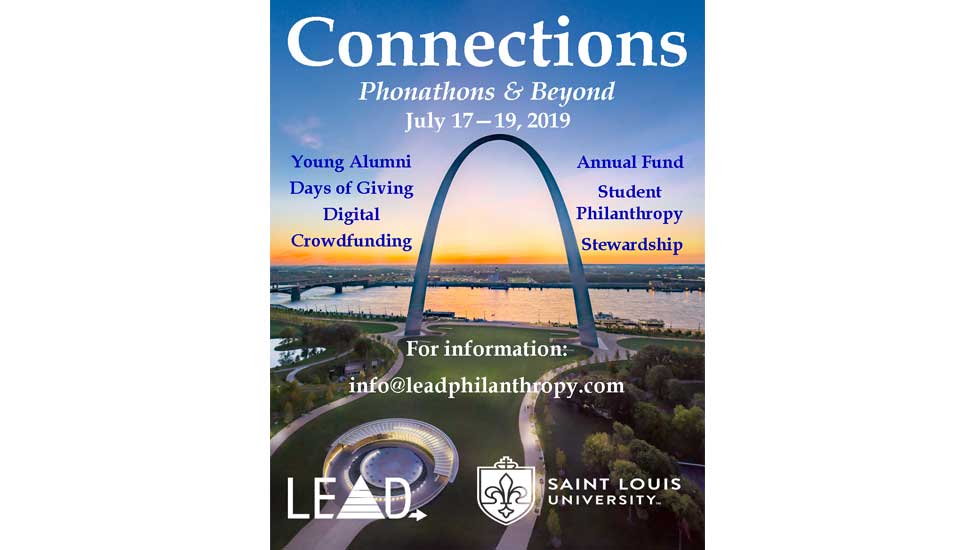 Connections
Phonathons & Beyond
July 17—19, 2019
Young Alumni
Days of Giving
Digital
Crowdfunding
Annual Fund
Student
Philanthropy
Stewardship
For information:
info@leadphilanthropy.com
LEAD
SAINT LOUIS
UNIVERSITY™